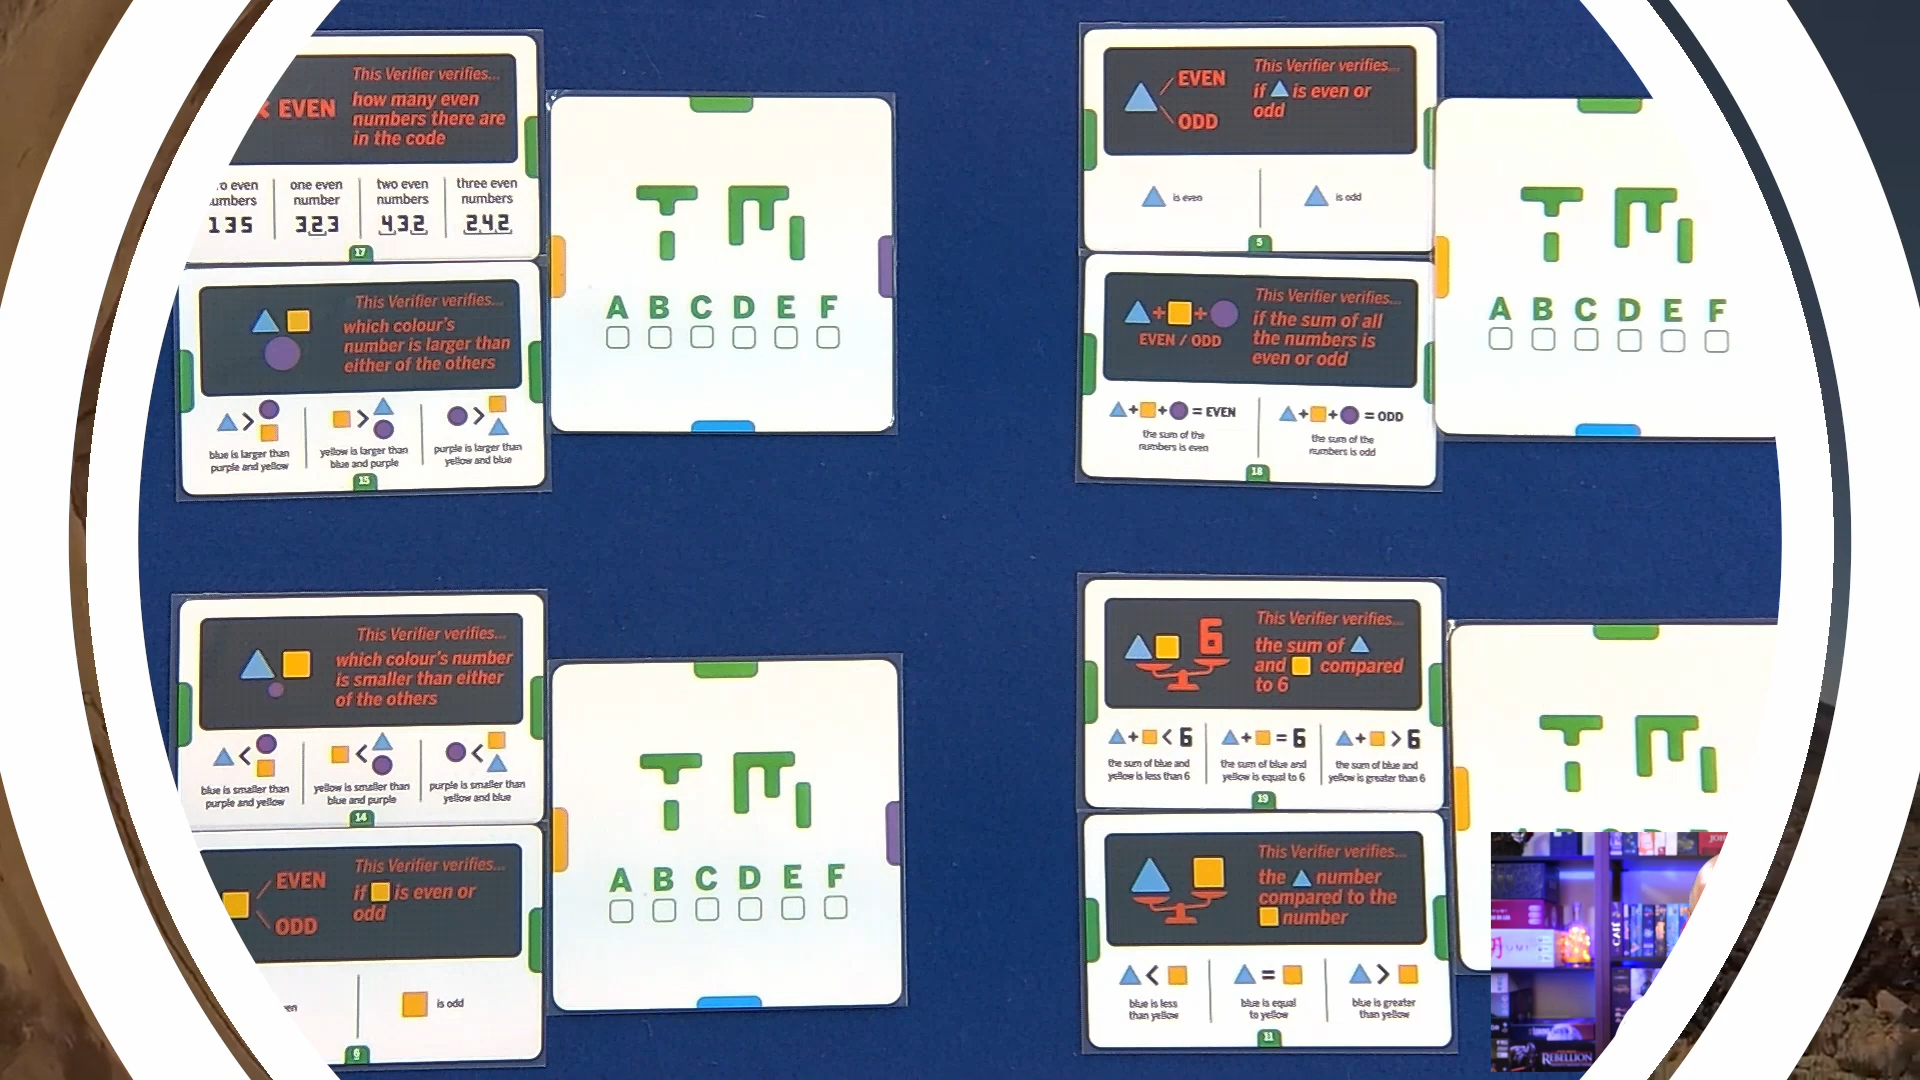 EVEN
This Verifier verifies...
how many even
numbers there are
in the code
even
one even
number
two even
numbers
three even
numbers
135
323
432
242
17
This Verifier verifies...
which colour's
number is larger than
either of the others
>
>
>
blue is larger than
purple and yellow
yellow is larger than
blue and purple
purple is larger than
yellow and blue
15
A B C D E F
EVEN
ODD
This Verifier verifies...
if is even or
odd
is even
is odd
5
+ +
EVEN / ODD
This Verifier verifies...
if the sum of all
the numbers is
even or odd
+ + = EVEN
the sum of the
numbers is even
+ + = ODD
the sum of the
numbers is odd
18
A B C D E F
This Verifier verifies...
which colour's number
is smaller than either
of the others
<
<
<
blue is smaller than
purple and yellow
yellow is smaller than
blue and purple
purple is smaller than
yellow and blue
14
EVEN
ODD
This Verifier verifies...
if is even or
odd
is odd
6
A B C D E F
6
This Verifier verifies...
the sum of
and compared
to 6
+ < 6
the sum of blue and
yellow is less than 6
+ = 6
the sum of blue and
yellow is equal to 6
+ > 6
the sum of blue and
yellow is greater than 6
19
This Verifier verifies...
the number
compared to the
number
<
blue is less
than yellow
=
blue is equal
to yellow
>
blue is greater
than yellow
11
CAFÉ
REBELLION